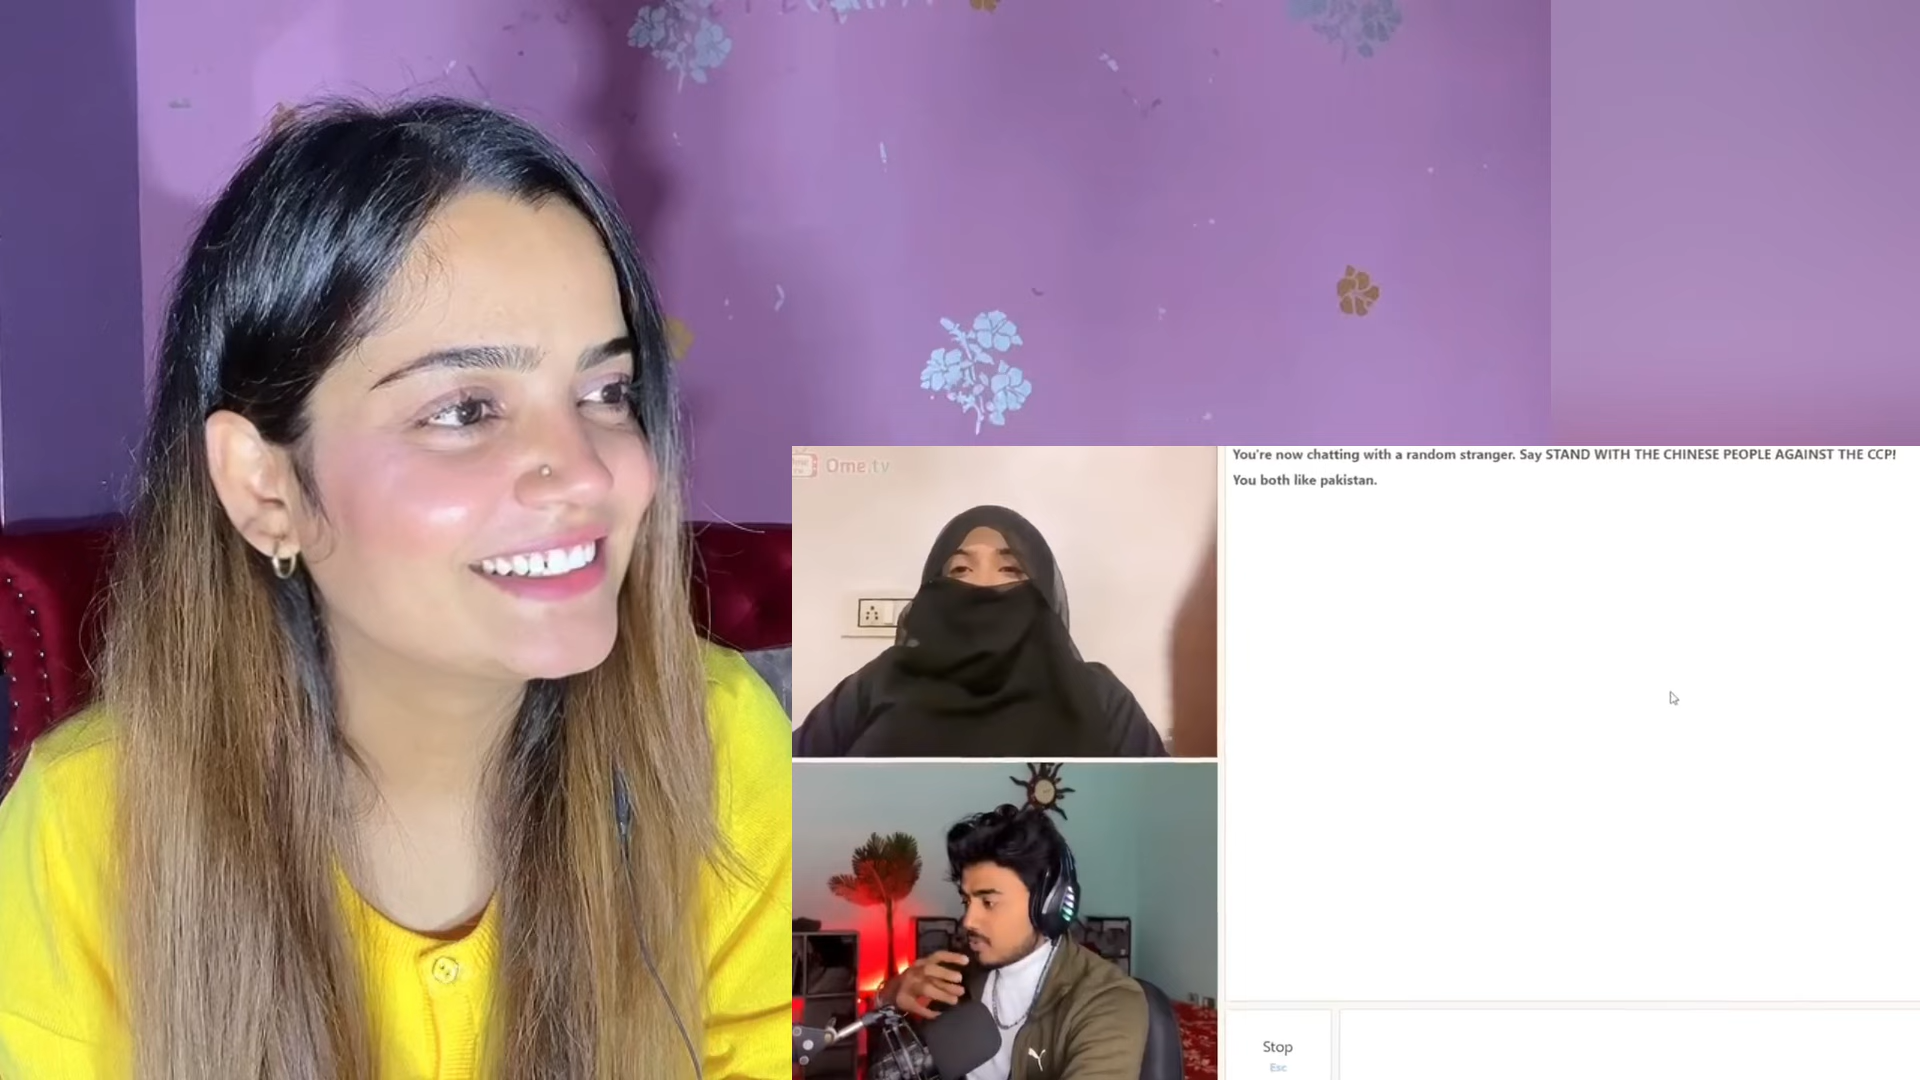 Ome.tv
You're now chatting with a random stranger. Say STAND WITH THE CHINESE PEOPLE AGAINST THE CCP!
You both like pakistan.
Stop
Esc